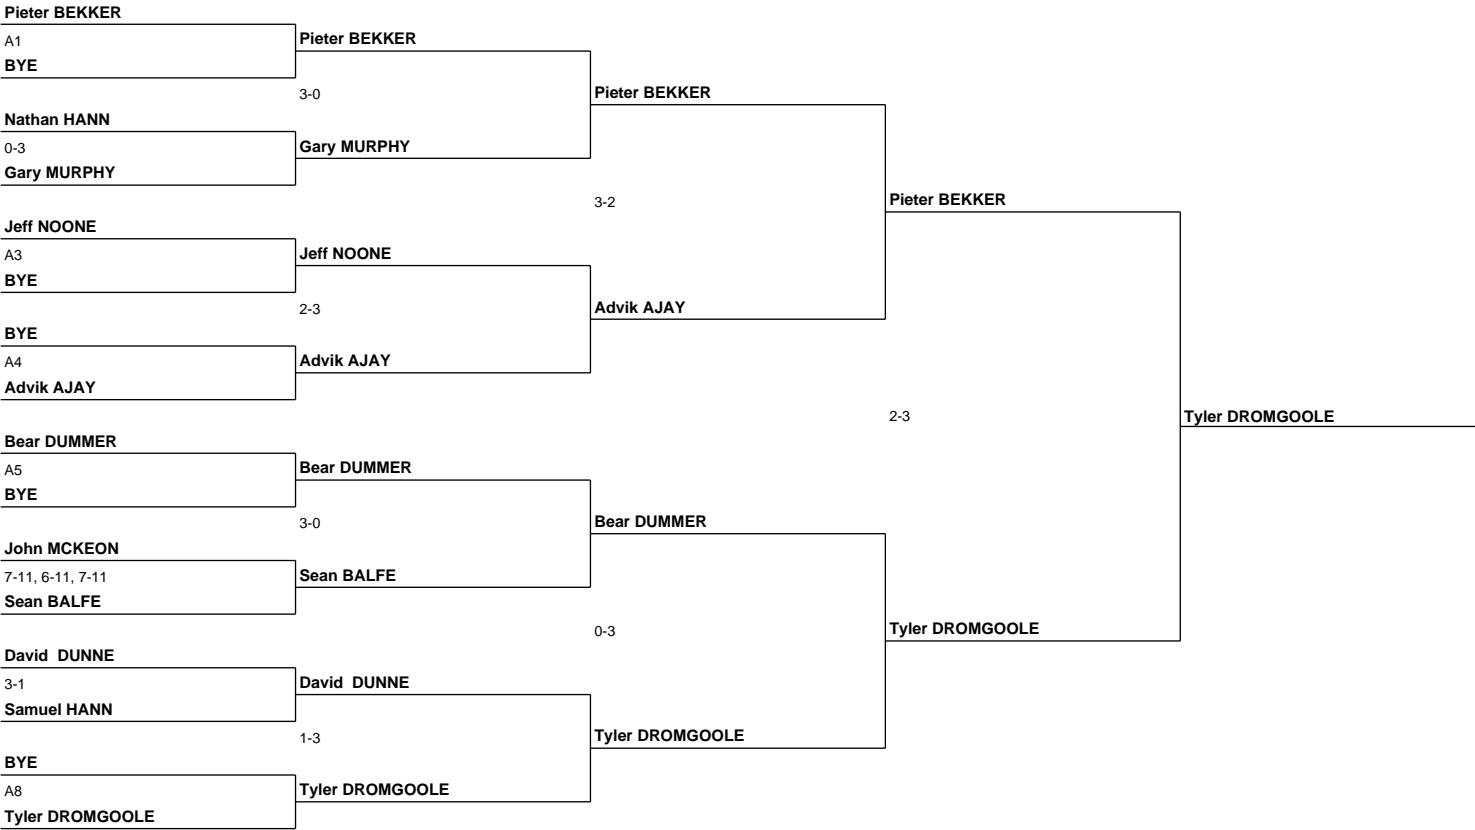 Pieter BEKKER
A1
BYE
Nathan HANN
0-3
Gary MURPHY
Jeff NOONE
A3
BYE
BYE
A4
Advik AJAY
Bear DUMMER
A5
BYE
John MCKEON
7-11, 6-11, 7-11
Sean BALFE
David  DUNNE
3-1
Samuel HANN
BYE
A8
Tyler DROMGOOLE
Pieter BEKKER
3-0
Gary MURPHY
Jeff NOONE
2-3
Advik AJAY
Bear DUMMER
3-0
Sean BALFE
David  DUNNE
1-3
Tyler DROMGOOLE
Pieter BEKKER
3-2
Advik AJAY
Bear DUMMER
0-3
Tyler DROMGOOLE
Pieter BEKKER
2-3
Tyler DROMGOOLE
Tyler DROMGOOLE